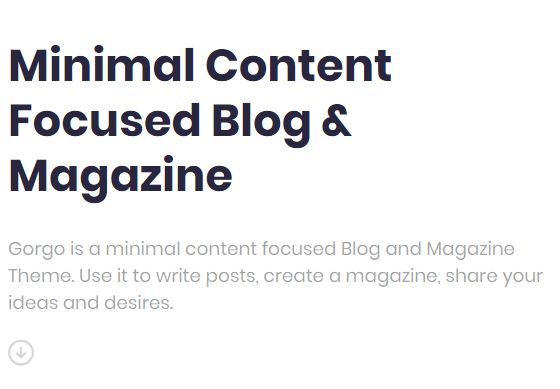 Minimal Content
Focused Blog &
Magazine
Gorgo is a minimal content focused Blog and Magazine
Theme. Use it to write posts, create a magazine, share your
ideas and desires.